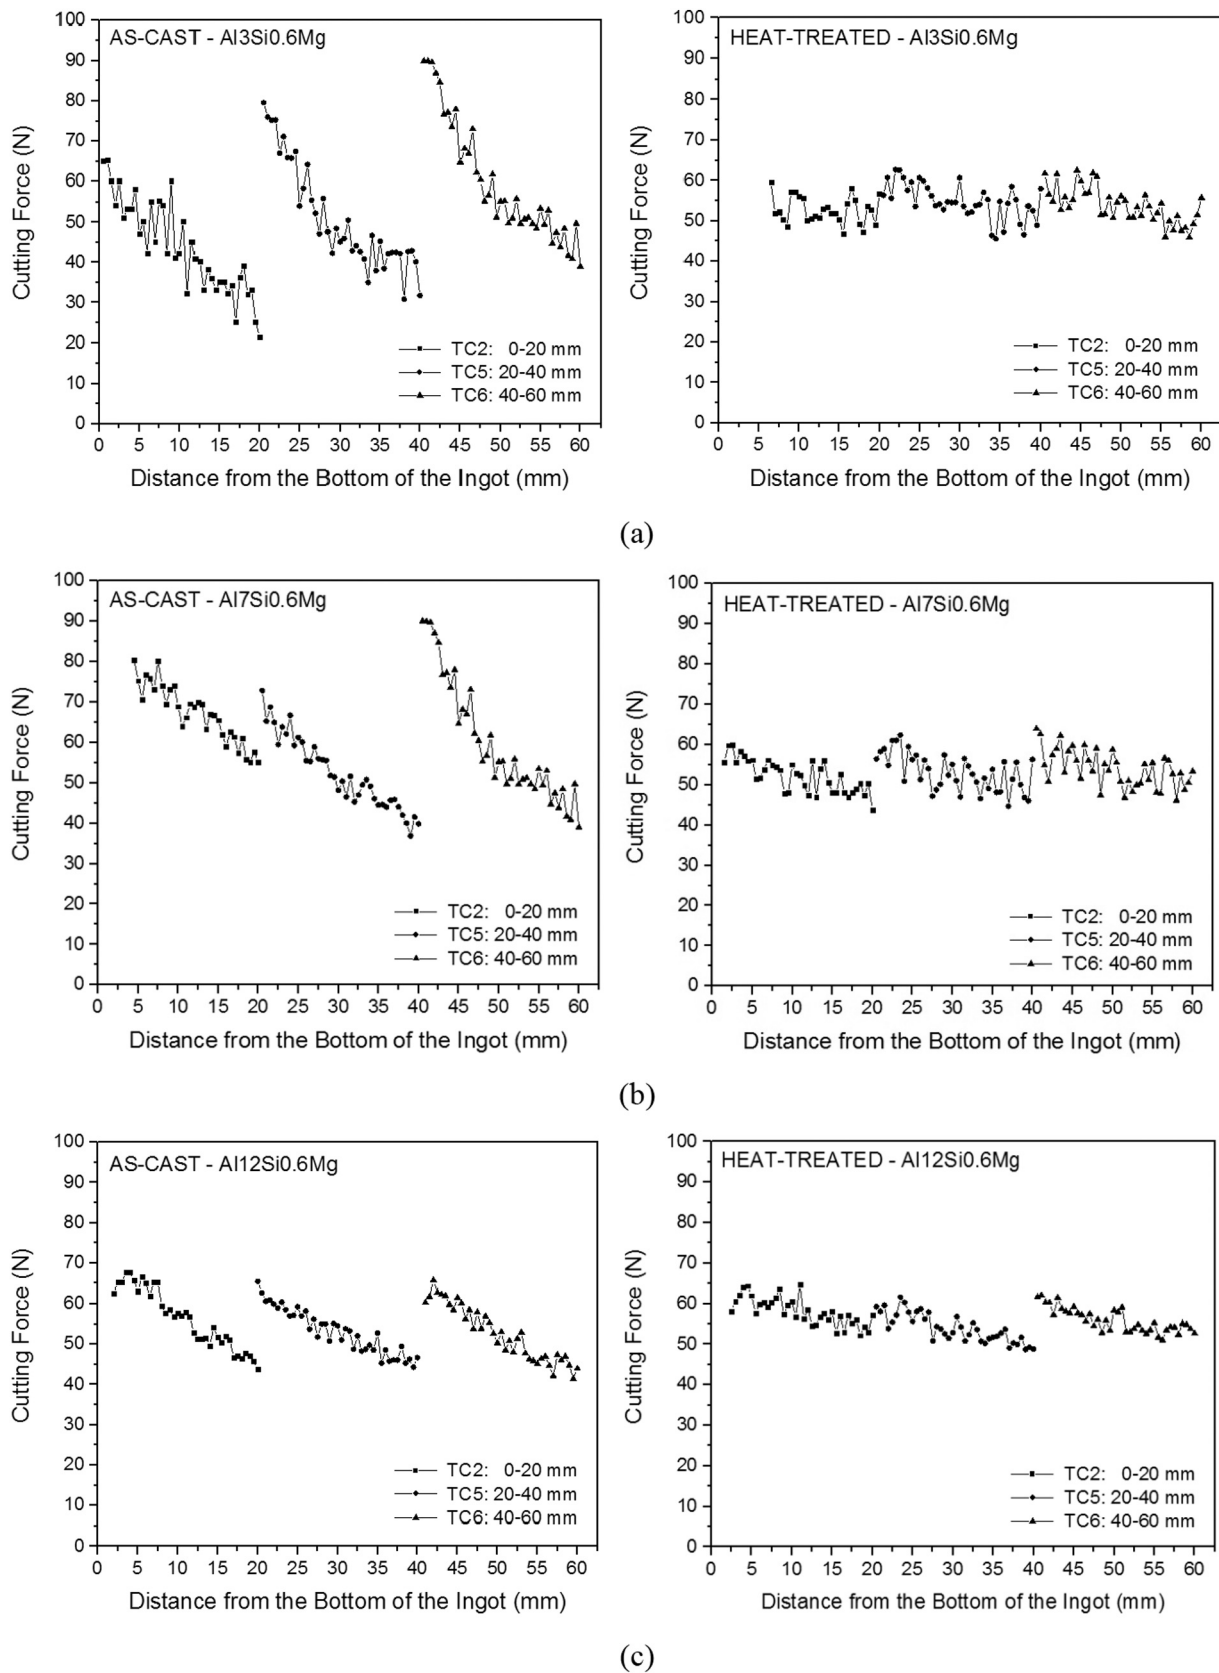 AS-CAST - Al3Si0.6Mg
Cutting Force (N)
100
90
80
70
60
50
40
30
20
10
0
TC2: 0-20 mm
TC5: 20-40 mm
TC6: 40-60 mm
0 5 10 15 20 25 30 35 40 45 50 55 60
Distance from the Bottom of the Ingot (mm)
HEAT-TREATED - Al3Si0.6Mg
Cutting Force (N)
100
90
80
70
60
50
40
30
20
10
0
TC2: 0-20 mm
TC5: 20-40 mm
TC6: 40-60 mm
0 5 10 15 20 25 30 35 40 45 50 55 60
Distance from the Bottom of the Ingot (mm)
(a)
AS-CAST - Al7Si0.6Mg
Cutting Force (N)
100
90
80
70
60
50
40
30
20
10
0
TC2: 0-20 mm
TC5: 20-40 mm
TC6: 40-60 mm
0 5 10 15 20 25 30 35 40 45 50 55 60
Distance from the Bottom of the Ingot (mm)
HEAT-TREATED - Al7Si0.6Mg
Cutting Force (N)
100
90
80
70
60
50
40
30
20
10
0
TC2: 0-20 mm
TC5: 20-40 mm
TC6: 40-60 mm
0 5 10 15 20 25 30 35 40 45 50 55 60
Distance from the Bottom of the Ingot (mm)
(b)
AS-CAST - Al12Si0.6Mg
Cutting Force (N)
100
90
80
70
60
50
40
30
20
10
0
TC2: 0-20 mm
TC5: 20-40 mm
TC6: 40-60 mm
0 5 10 15 20 25 30 35 40 45 50 55 60
Distance from the Bottom of the Ingot (mm)
HEAT-TREATED - Al12Si0.6Mg
Cutting Force (N)
100
90
80
70
60
50
40
30
20
10
0
TC2: 0-20 mm
TC5: 20-40 mm
TC6: 40-60 mm
0 5 10 15 20 25 30 35 40 45 50 55 60
Distance from the Bottom of the Ingot (mm)
(c)